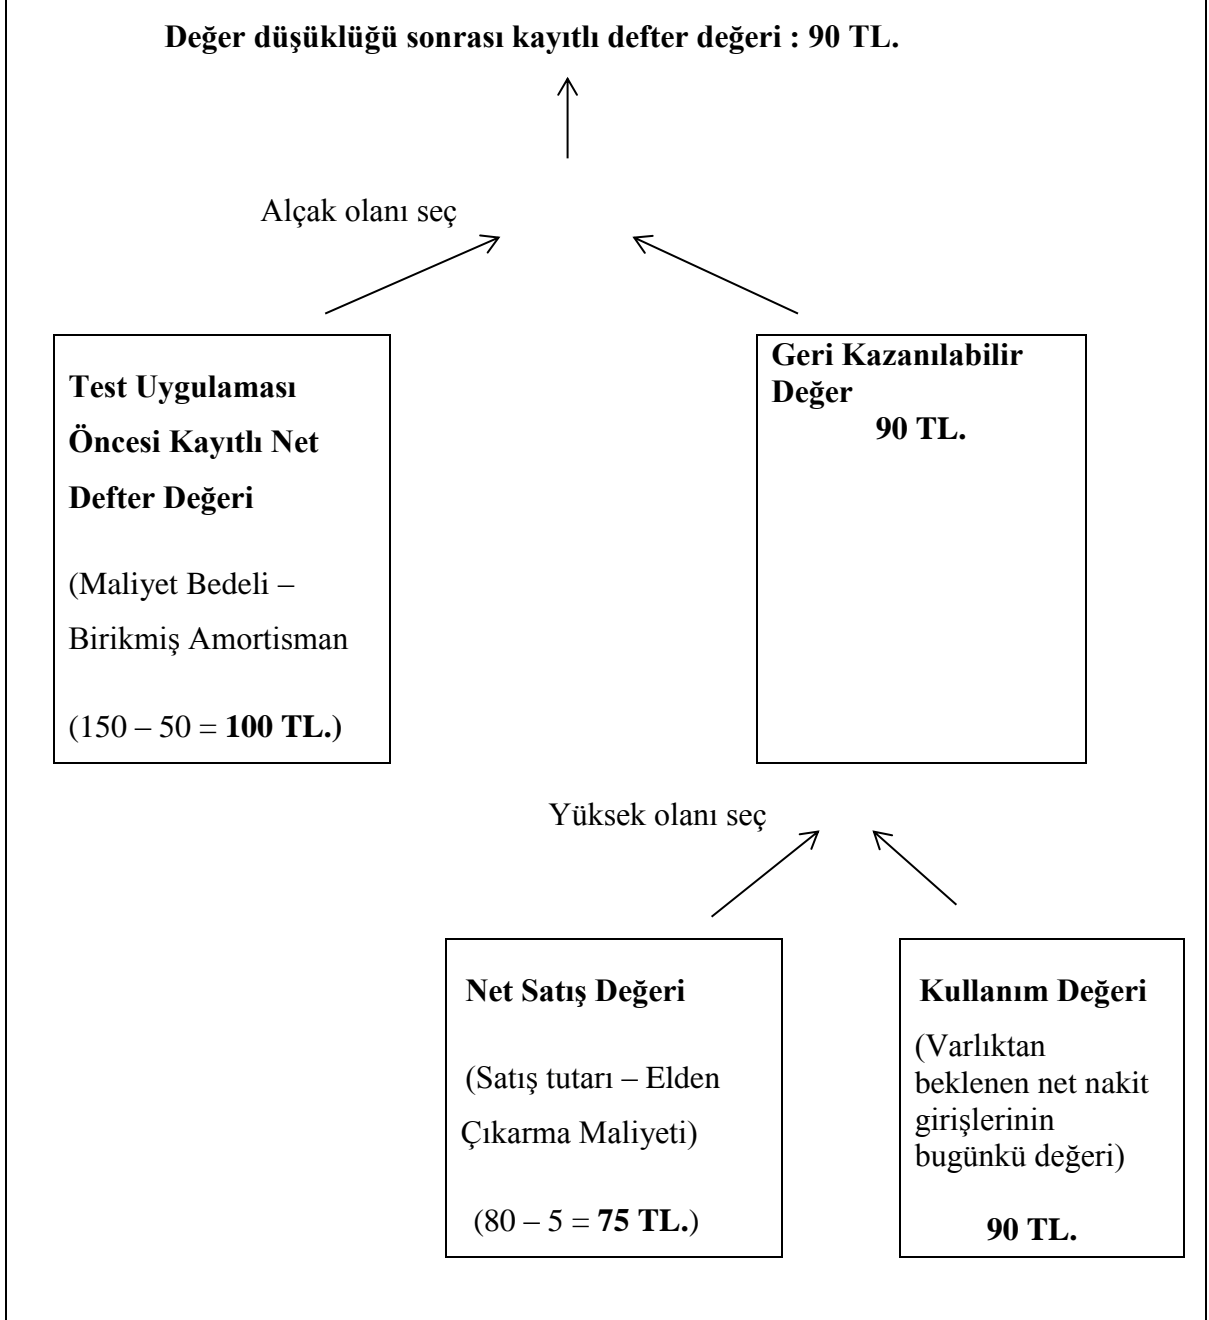 Değer düşüklüğü sonrası kayıtlı defter değeri : 90 TL.
Alçak olanı seç
Test Uygulaması
Öncesi Kayıtlı Net
Defter Değeri
(Maliyet Bedeli –
Birikmiş Amortisman
(150 – 50 = 100 TL.)
Geri Kazanılabilir
Değer
90 TL.
Yüksek olanı seç
Net Satış Değeri
(Satış tutarı – Elden
Çıkarma Maliyeti)
(80 – 5 = 75 TL.)
Kullanım Değeri
(Varlıktan
beklenen net nakit
girişlerinin
bugünkü değeri)
90 TL.